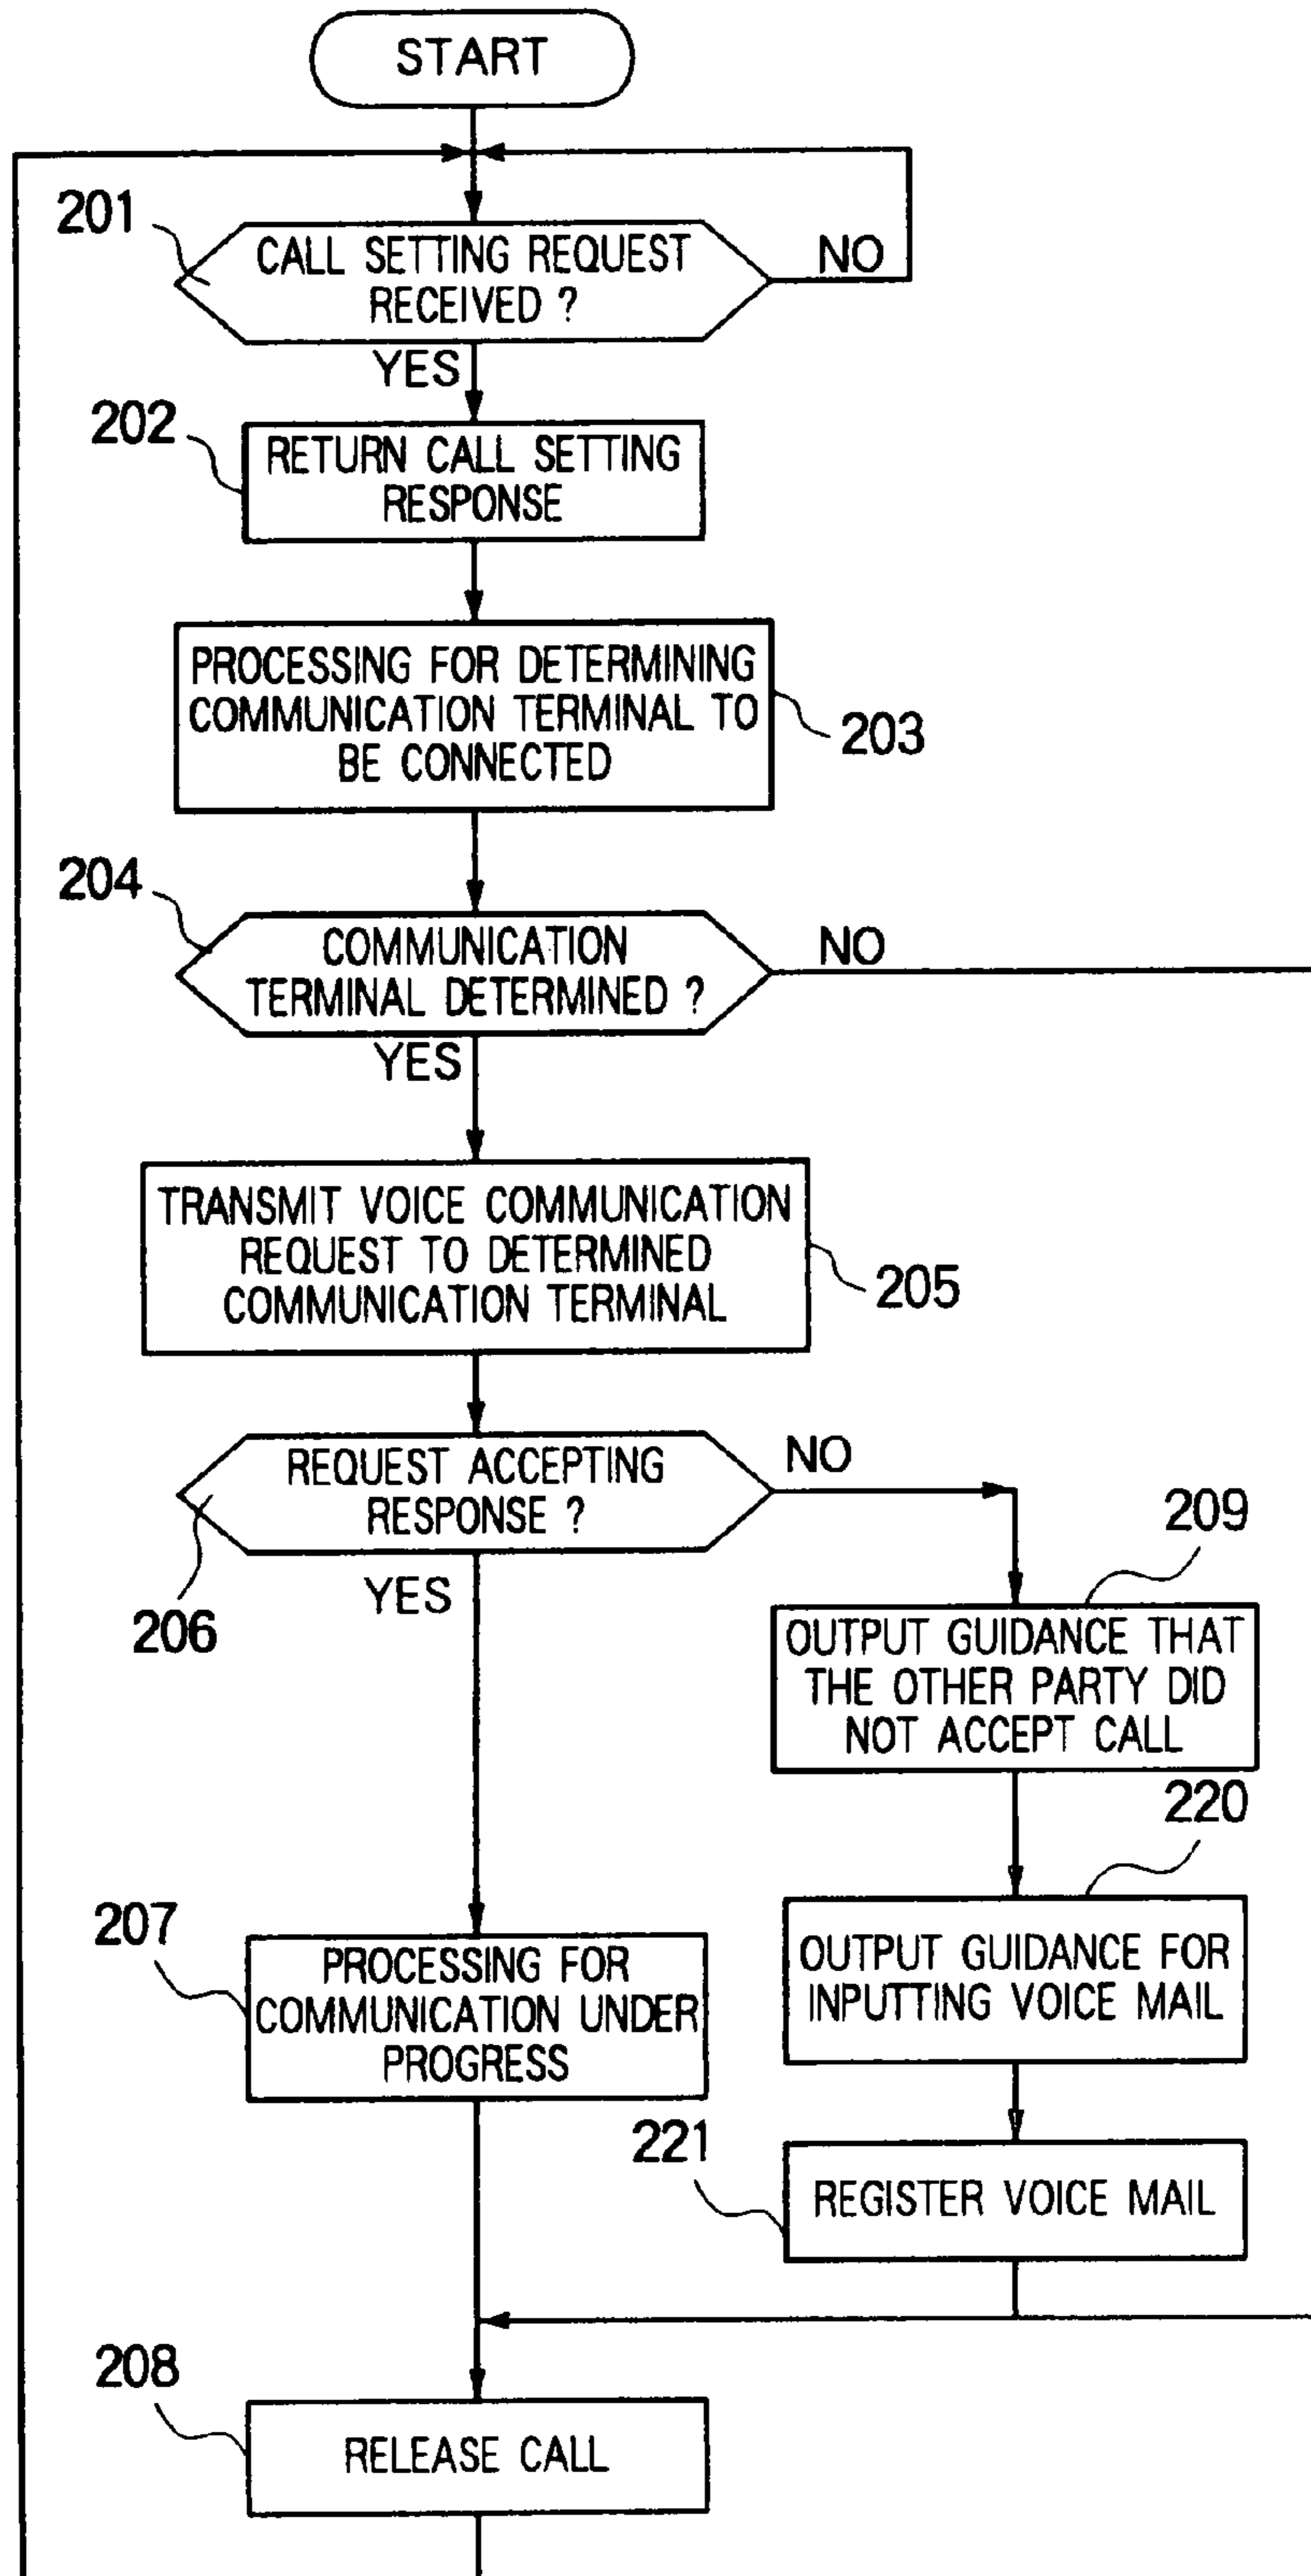 START
201
CALL SETTING REQUEST
RECEIVED ?
NO
YES
202
RETURN CALL SETTING
RESPONSE
PROCESSING FOR DETERMINING
COMMUNICATION TERMINAL TO
BE CONNECTED
203
204
COMMUNICATION
TERMINAL DETERMINED ?
NO
YES
TRANSMIT VOICE COMMUNICATION
REQUEST TO DETERMINED
COMMUNICATION TERMINAL
205
REQUEST ACCEPTING
RESPONSE ?
NO
206
YES
209
OUTPUT GUIDANCE THAT
THE OTHER PARTY DID
NOT ACCEPT CALL
220
OUTPUT GUIDANCE FOR
INPUTTING VOICE MAIL
207
PROCESSING FOR
COMMUNICATION UNDER
PROGRESS
221
REGISTER VOICE MAIL
208
RELEASE CALL